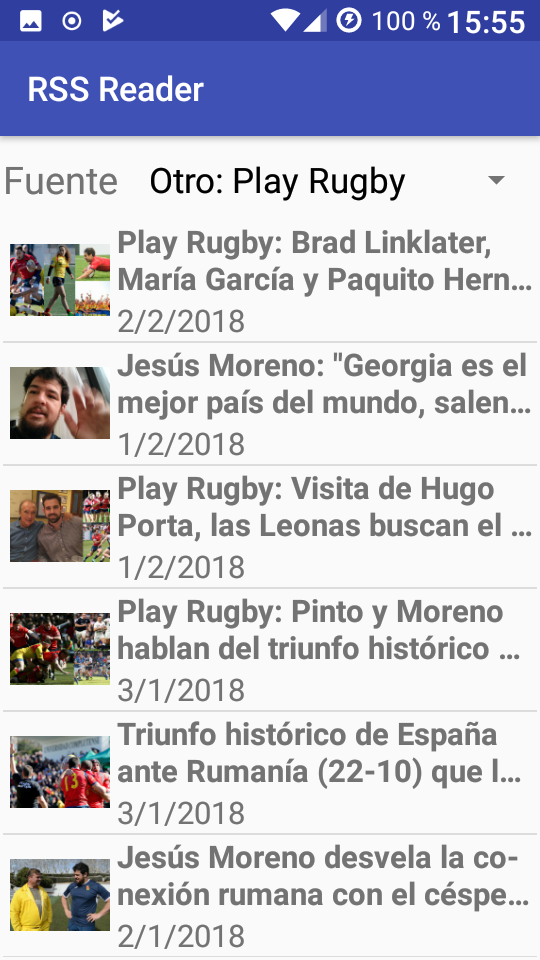 100 % 15:55
RSS Reader
Fuente Otro: Play Rugby
Play Rugby: Brad Linklater,
María García y Paquito Hern...
2/2/2018
Jesús Moreno: "Georgia es el
mejor país del mundo, salen...
1/2/2018
Play Rugby: Visita de Hugo
Porta, las Leonas buscan el ...
1/2/2018
Play Rugby: Pinto y Moreno
hablan del triunfo histórico ...
3/1/2018
Triunfo histórico de España
ante Rumanía (22-10) que l...
3/1/2018
Jesús Moreno desvela la co-
nexión rumana con el céspe...
2/1/2018